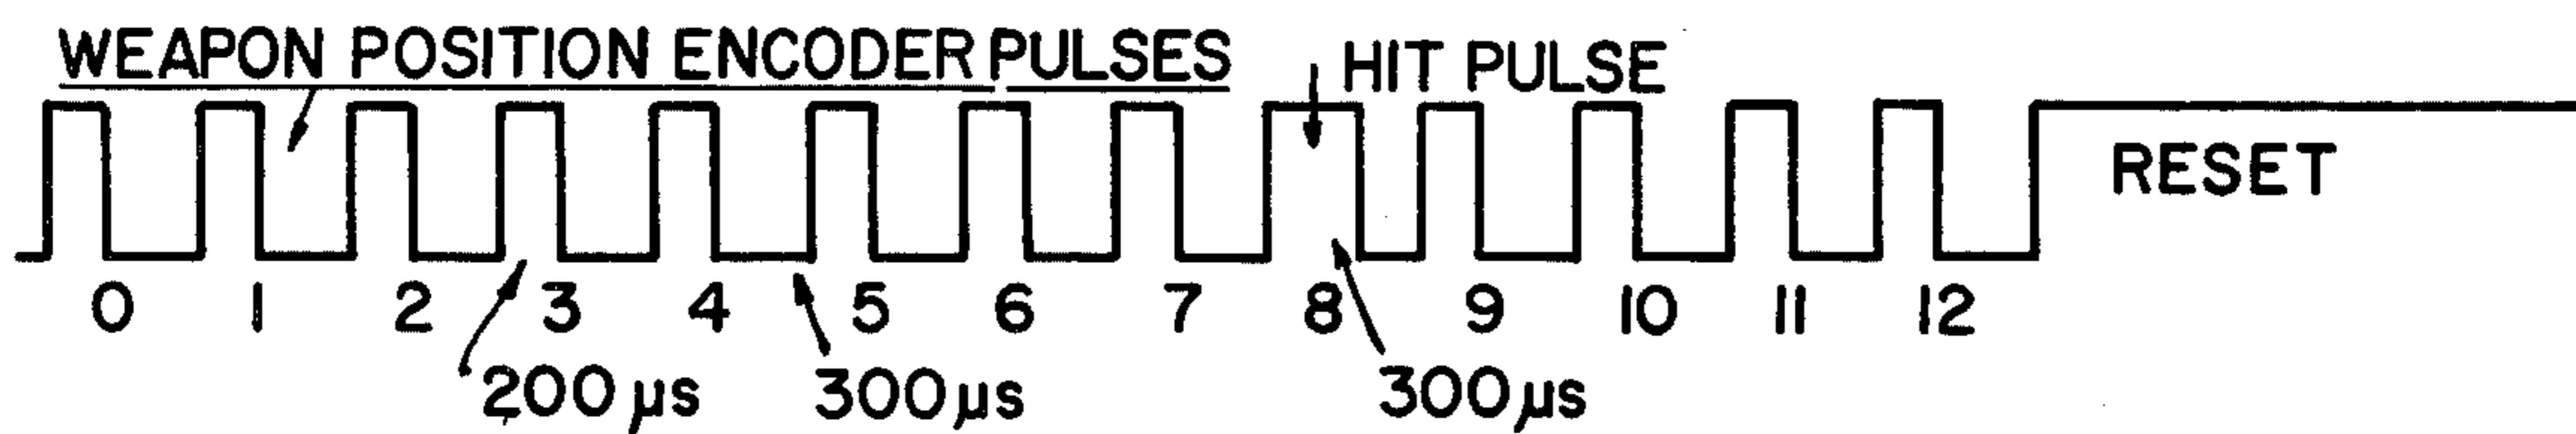 WEAPON POSITION ENCODER PULSES
HIT PULSE
RESET
0 1 2 3 4 5 6 7 8 9 10 11 12
200 µs 300 µs 300 µs